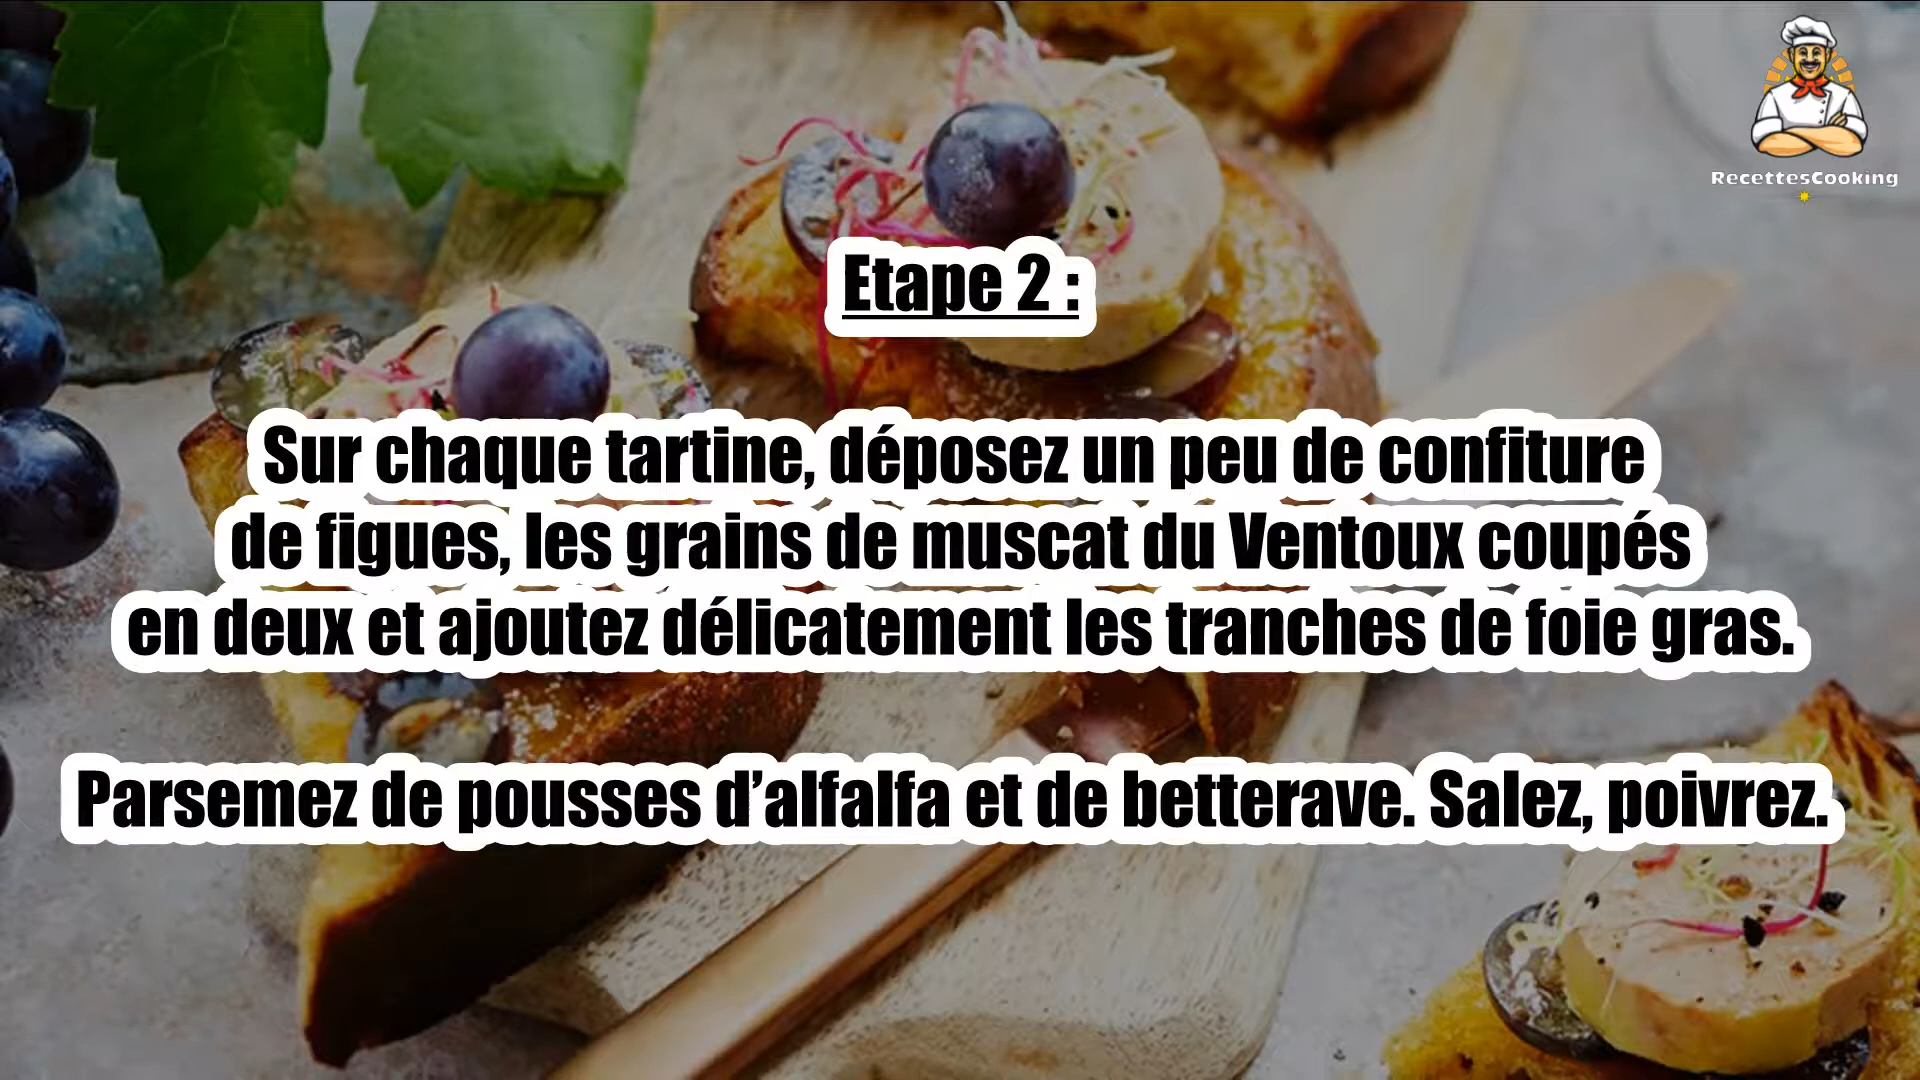 RecettesCooking
Etape 2 :
Sur chaque tartine, déposez un peu de confiture
de figues, les grains de muscat du Ventoux coupés
en deux et ajoutez délicatement les tranches de foie gras.
Parsemez de pousses d’alfalfa et de betterave. Salez, poivrez.